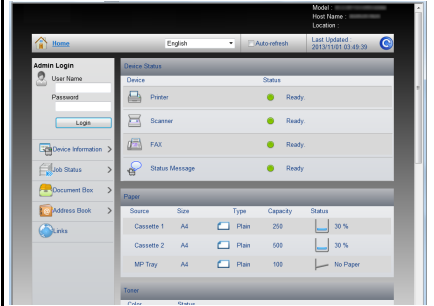 Model :
Host Name :
Location :
Home
English
Auto-refresh
Last Updated :
2013/11/01 03:49:39
Admin Login
User Name
Password
Login
Device Information
Job Status
Document Box
Address Book
Links
Device Status
Device Status
Printer Ready.
Scanner Ready.
FAX Ready.
Status Message Ready.
Paper
Source Size Type Capacity Status
Cassette 1 A4 Plain 250 30 %
Cassette 2 A4 Plain 500 30 %
MP Tray A4 Plain 100 No Paper
Toner
Color Status